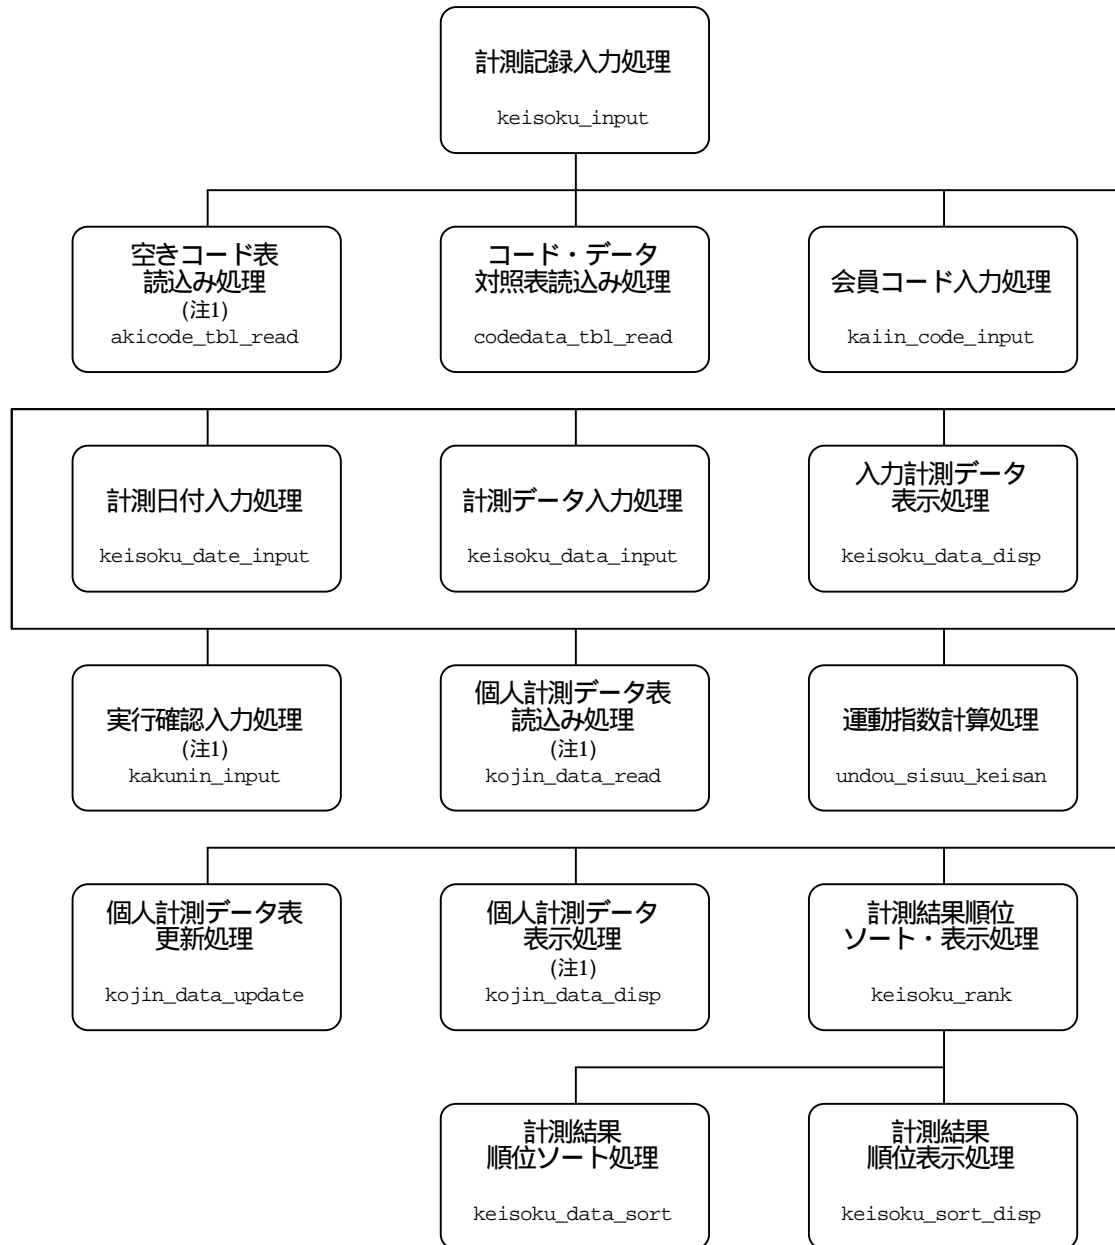 計測記録入力処理
keisoku_input
空きコード表
読込み処理
(注1)
akicode_tbl_read
コード・データ
対照表読込み処理
codedata_tbl_read
会員コード入力処理
kaiin_code_input
計測日付入力処理
keisoku_date_input
計測データ入力処理
keisoku_data_input
入力計測データ
表示処理
keisoku_data_disp
実行確認入力処理
(注1)
kakunin_input
個人計測データ表
読込み処理
(注1)
kojin_data_read
運動指数計算処理
undou_sisuu_keisan
個人計測データ表
更新処理
kojin_data_update
個人計測データ
表示処理
(注1)
kojin_data_disp
計測結果順位
ソート・表示処理
keisoku_rank
計測結果
順位ソート処理
keisoku_data_sort
計測結果
順位表示処理
keisoku_sort_disp